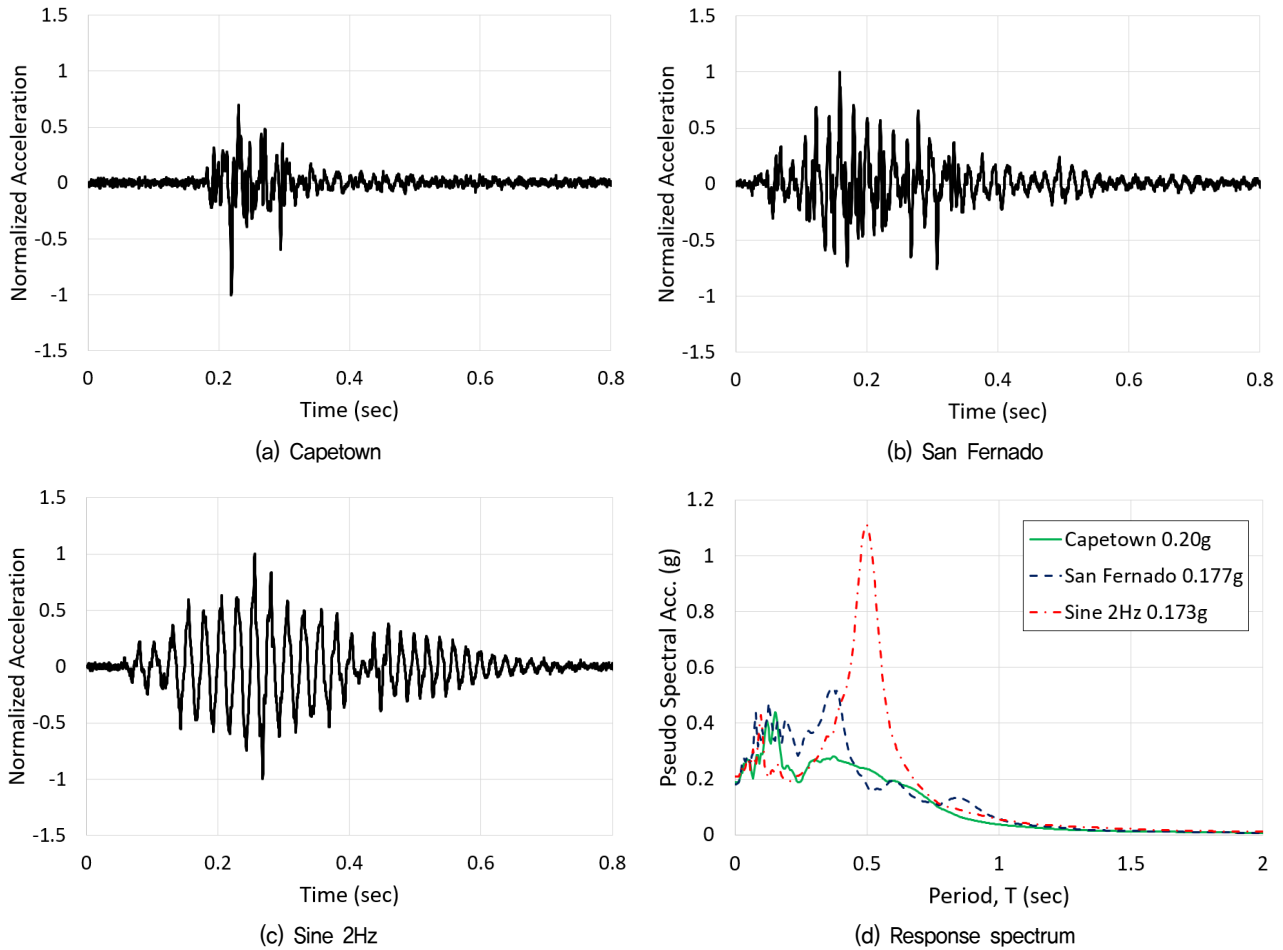 1.5
1
0.5
0
-0.5
-1
-1.5
Normalized Acceleration
0 0.2 0.4 0.6 0.8
Time (sec)
(a) Capetown
1.5
1
0.5
0
-0.5
-1
-1.5
Normalized Acceleration
0 0.2 0.4 0.6 0.8
Time (sec)
(b) San Fernado
1.5
1
0.5
0
-0.5
-1
-1.5
Normalized Acceleration
0 0.2 0.4 0.6 0.8
Time (sec)
(c) Sine 2Hz
1.2
1
0.8
0.6
0.4
0.2
0
Pseudo Spectral Acc. (g)
Capetown 0.20g
San Fernado 0.177g
Sine 2Hz 0.173g
0 0.5 1 1.5 2
Period, T (sec)
(d) Response spectrum